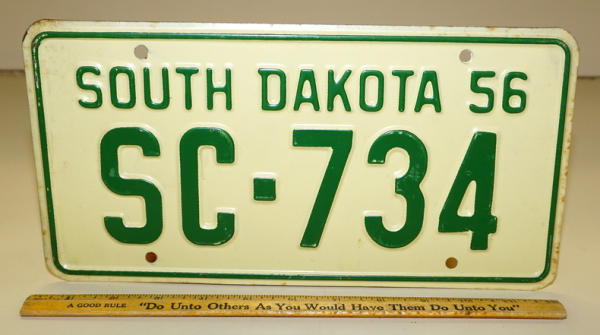 SOUTH DAKOTA 56
SC-734
A GOOD RULE "Do Unto Others As You Would Have Them Do Unto You"